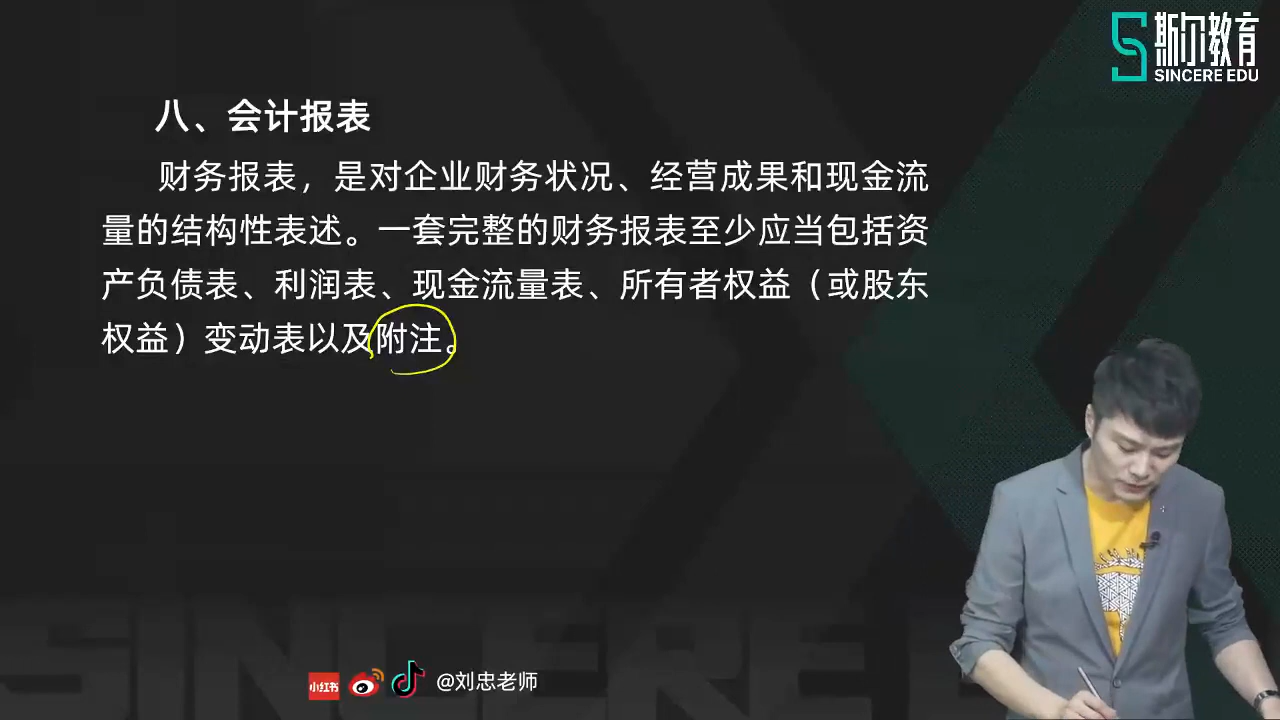 斯尔教育
SINCERE EDU
八、会计报表
财务报表，是对企业财务状况、经营成果和现金流
量的结构性表述。一套完整的财务报表至少应当包括资
产负债表、利润表、现金流量表、所有者权益（或股东
权益）变动表以及附注。
SINCERE E
小红书 @刘忠老师